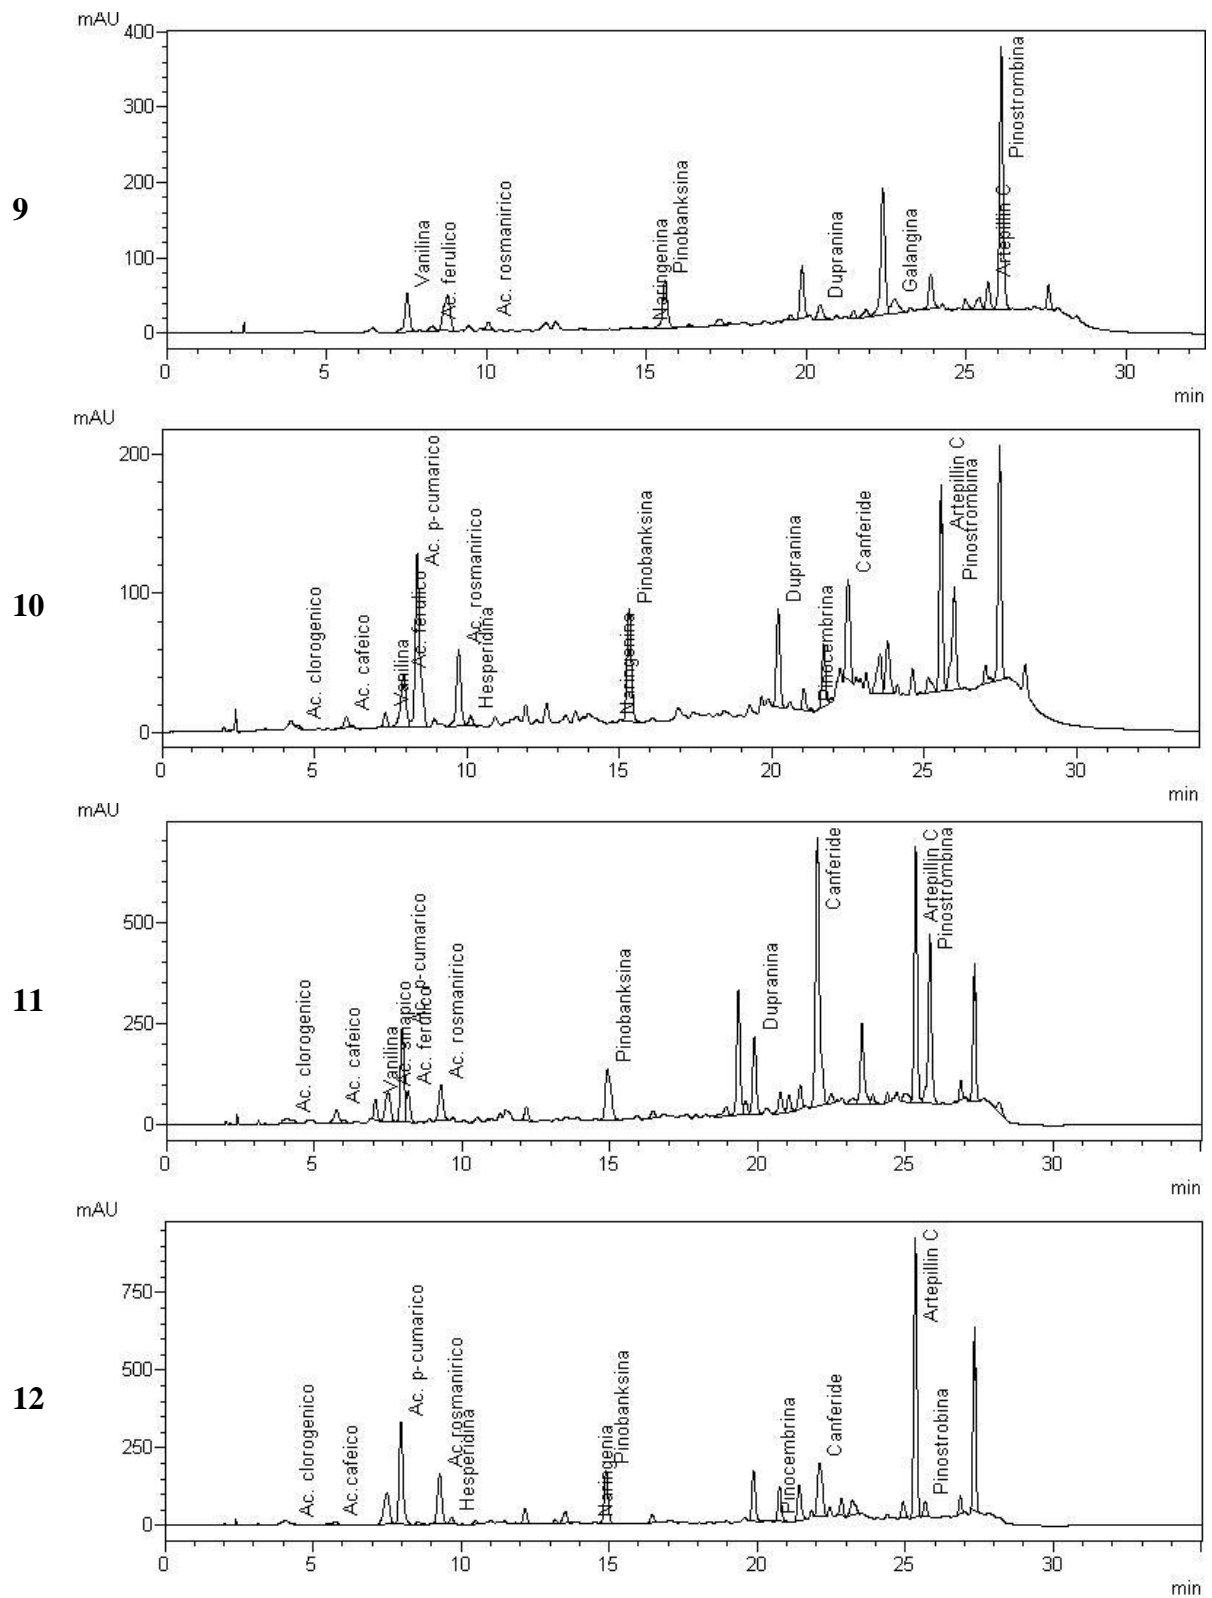 mAU
400
300
200
100
0
9
Vanilina
Ac. ferulico
Ac. rosmanirico
Naringenina
Pinobanksina
Dupranina
Galangina
Artepillin C
Pinostrombina
0 5 10 15 20 25 30
min
mAU
200
100
0
10
Ac. clorogenico
Ac. cafeico
Vanilina
Ac. ferulico
Ac. p-cumarico
Ac. rosmanirico
Hesperidina
Naringenina
Pinobanksina
Dupranina
Pinocembrina
Canferide
Artepillin C
Pinostrombina
0 5 10 15 20 25 30
min
mAU
500
250
0
11
Ac. clorogenico
Ac. cafeico
Vanilina
Ac. sinapico
Ac. p-cumarico
Ac. ferulico
Ac. rosmanirico
Pinobanksina
Dupranina
Canferide
Artepillin C
Pinostrombina
0 5 10 15 20 25 30
min
mAU
750
500
250
0
12
Ac. clorogenico
Ac.cafeico
Ac. p-cumarico
Ac.rosmanirico
Hesperidina
Naringenia
Pinobanksina
Pinocembrina
Canferide
Artepillin C
Pinostrobina
0 5 10 15 20 25 30
min